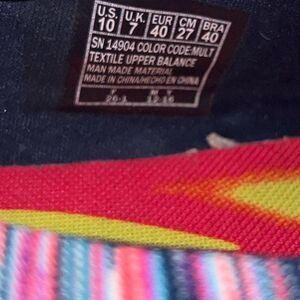 U.S. U.K. EUR CM BRA
10 7 40 27 40
SN 14904 COLOR CODE:MULT
TEXTILE UPPER BALANCE
MAN MADE MATERIAL
MADE IN CHINA/HECHO EN CHINA